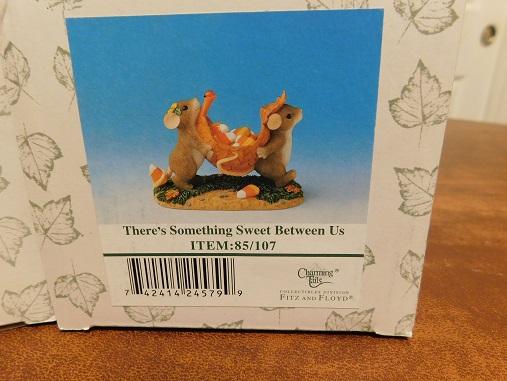 There's Something Sweet Between Us
ITEM:85/107
7 42414 24579 9
Charming Tails®
COLLECTIBLES DIVISION
FITZ AND FLOYD®